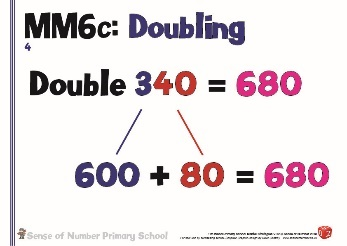 MM6c: Doubling
4
Double 340 = 680
600 + 80 = 680
Sense of Number Primary School